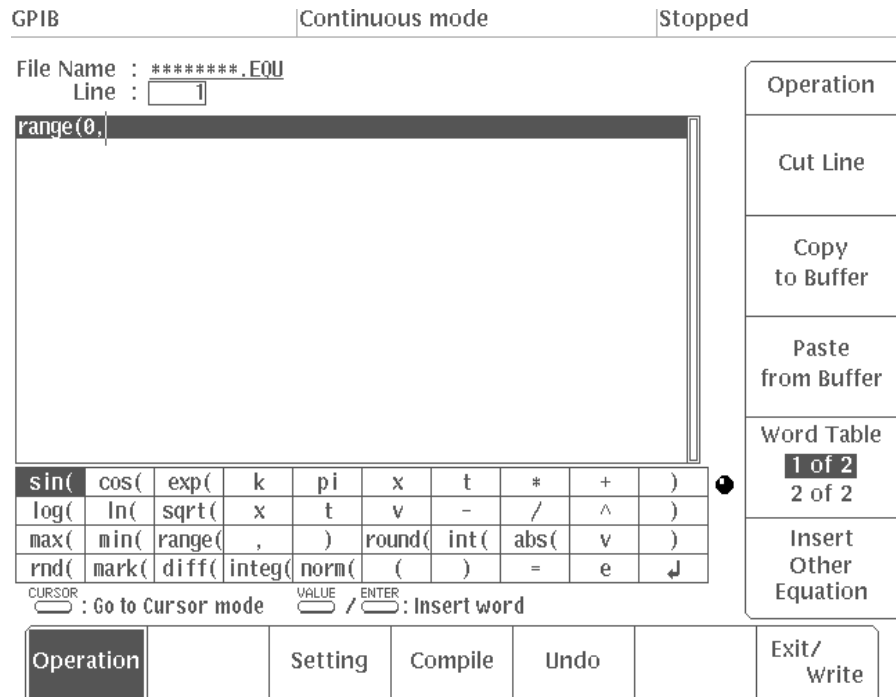 GPIB Continuous mode Stopped
File Name : ********.EQU
Line : 1
range(0,
Operation
Cut Line
Copy
to Buffer
Paste
from Buffer
Word Table
1 of 2
2 of 2
Insert
Other
Equation
sin( cos( exp( k pi x t * + )
log( ln( sqrt( x t v - / ^ )
max( min( range( , ) round( int( abs( v )
rnd( mark( diff( integ( norm( ( ) = e ↲
CURSOR : Go to Cursor mode VALUE / ENTER : Insert word
Operation Setting Compile Undo Exit/
Write